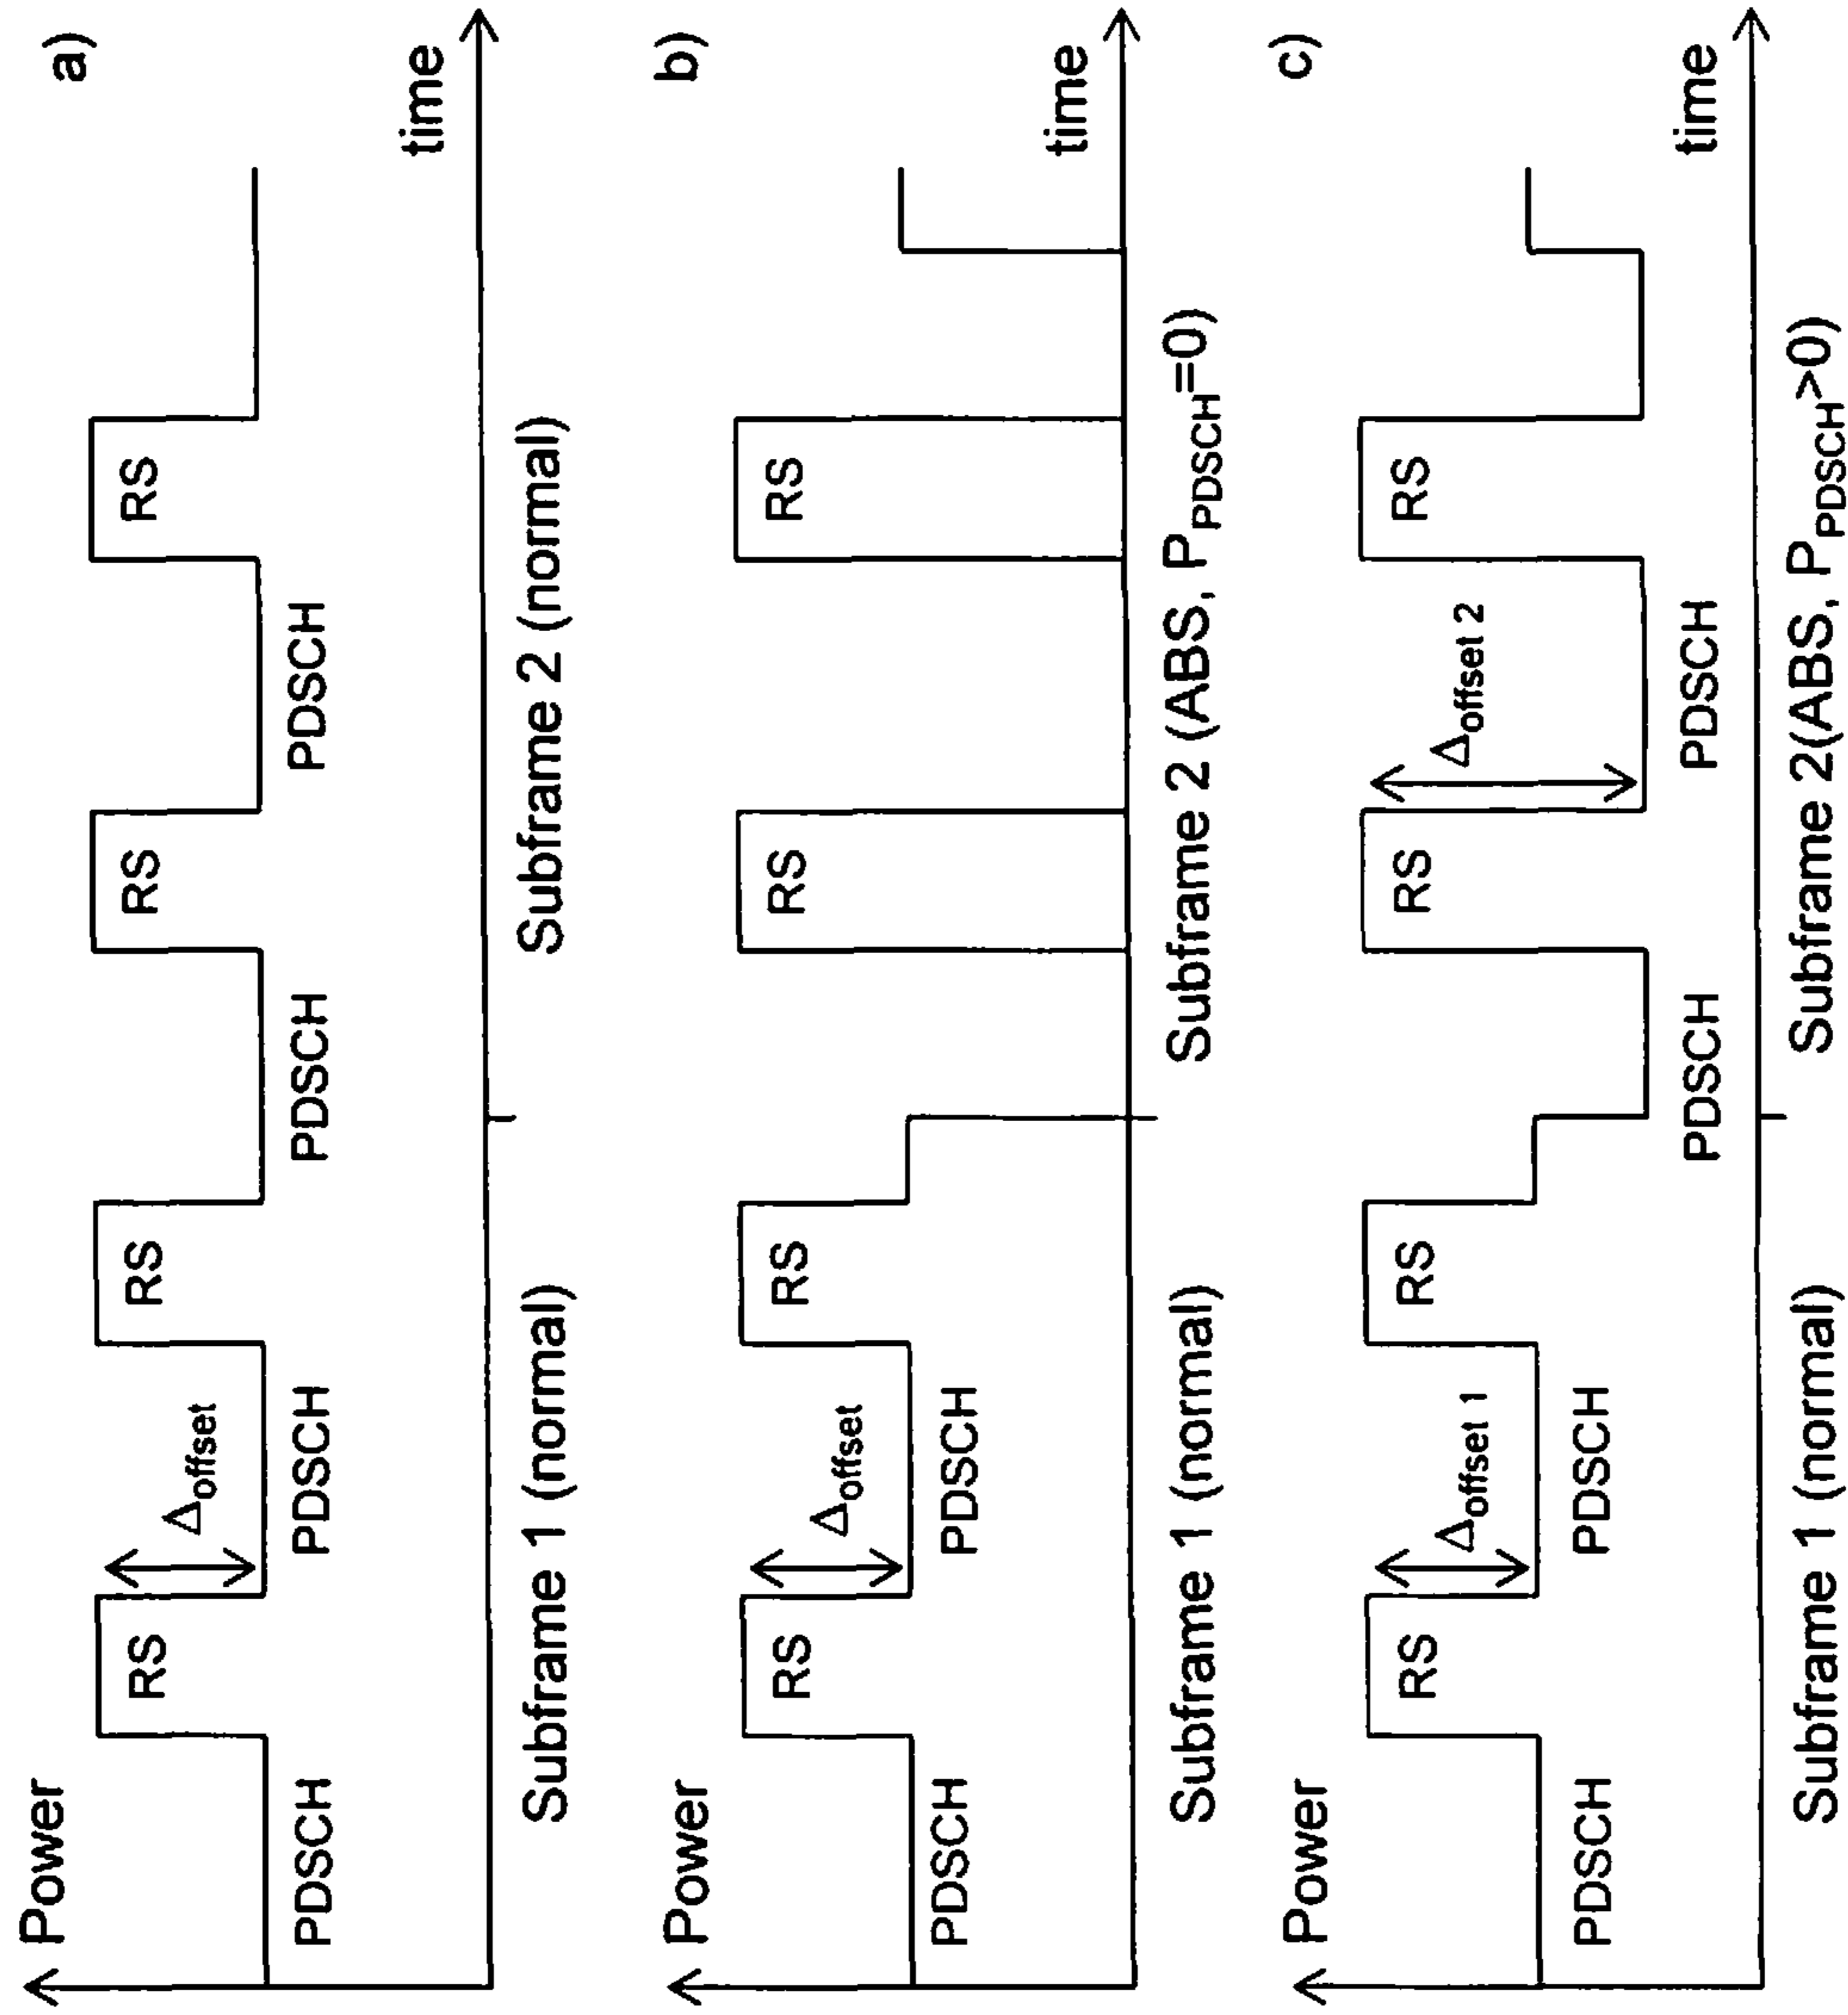 a)
Power
RS
RS
RS
RS
Δoffset
PDSCH
PDSCH
PDSCH
PDSCH
time
Subframe 1 (normal)
Subframe 2 (normal)
b)
Power
RS
RS
RS
RS
Δoffset
PDSCH
PDSCH
time
Subframe 1 (normal)
Subframe 2 (ABS, PPDSCH=0)
c)
Power
RS
RS
RS
RS
Δoffset 1
Δoffset 2
PDSCH
PDSCH
PDSCH
PDSCH
time
Subframe 1 (normal)
Subframe 2(ABS, PPDSCH>0)